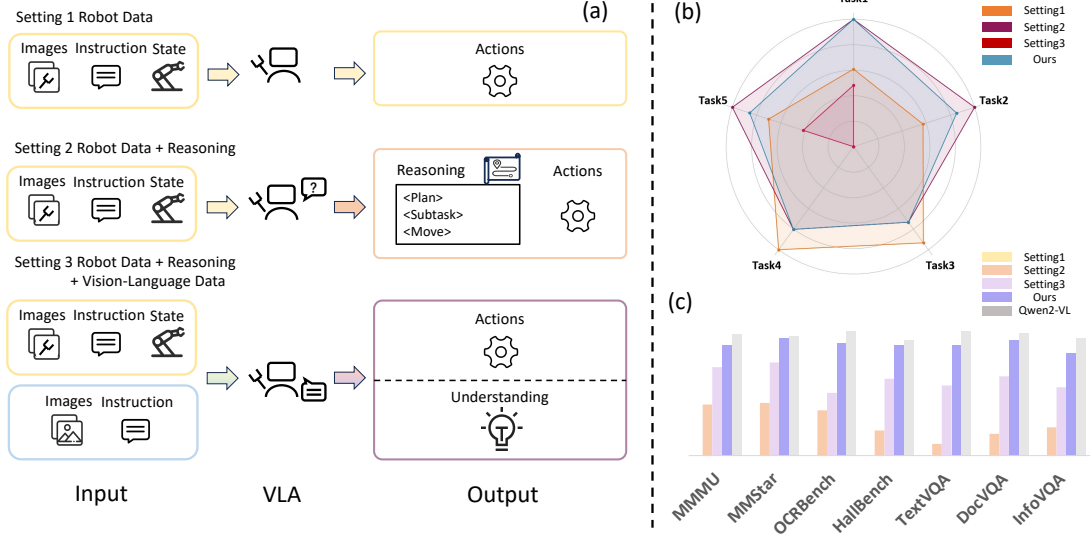 (a)
Setting 1 Robot Data
Images Instruction State
Actions
Setting 2 Robot Data + Reasoning
Images Instruction State
?
Reasoning
<Plan>
<Subtask>
<Move>
Actions
Setting 3 Robot Data + Reasoning
+ Vision-Language Data
Images Instruction State
Actions
Images Instruction
Understanding
Input
VLA
Output
(b)
Task1
Task2
Task3
Task4
Task5
Setting1
Setting2
Setting3
Ours
(c)
Setting1
Setting2
Setting3
Ours
Qwen2-VL
MMMU
MMStar
OCRBench
HallBench
TextVQA
DocVQA
InfoVQA